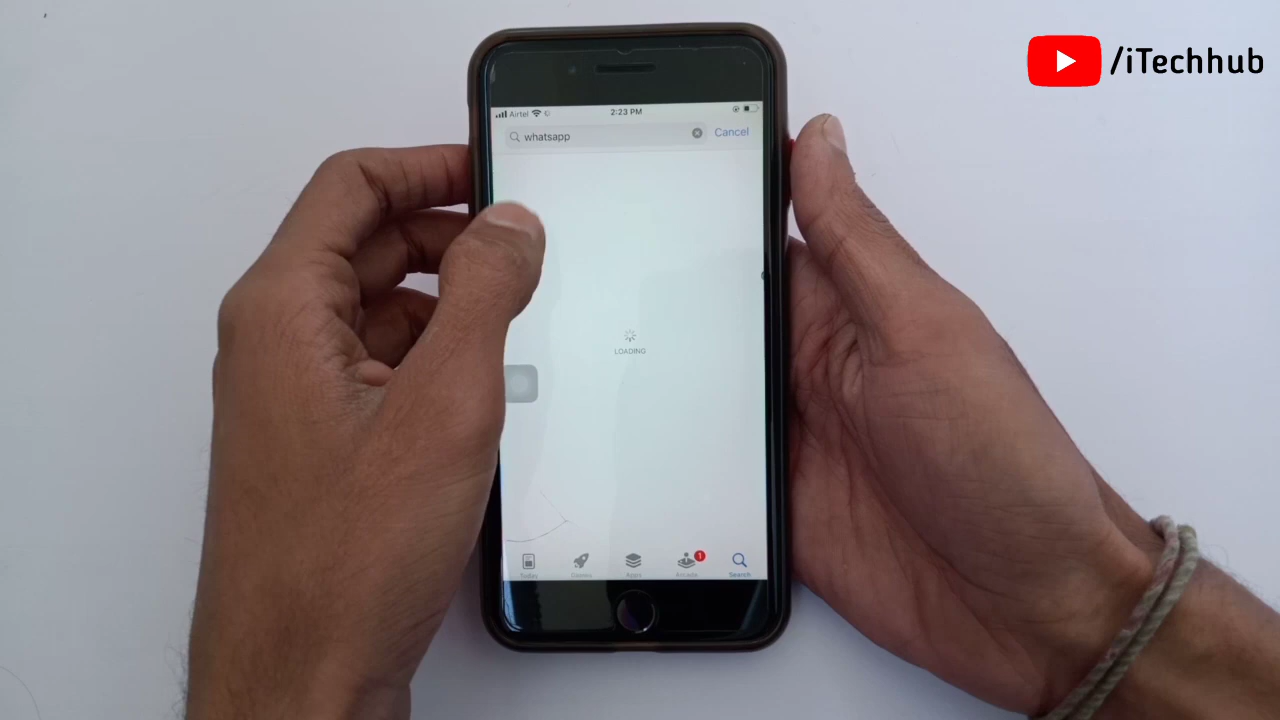 /iTechhub
Airtel 2:23 PM
whatsapp Cancel
LOADING
Today Games Apps Arcade 1 Search